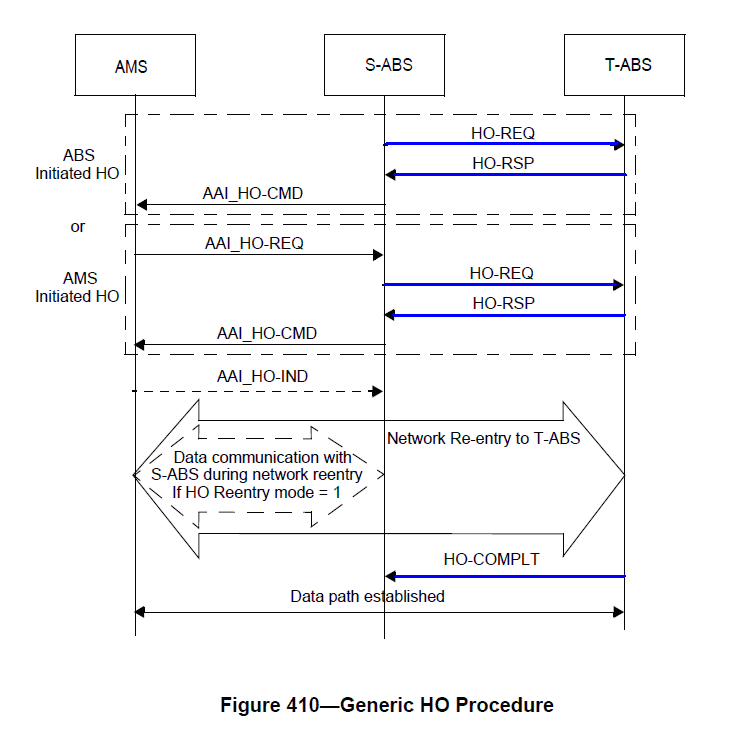 AMS
S-ABS
T-ABS
ABS
Initiated HO
HO-REQ
HO-RSP
AAI_HO-CMD
or
AMS
Initiated HO
AAI_HO-REQ
HO-REQ
HO-RSP
AAI_HO-CMD
AAI_HO-IND
Network Re-entry to T-ABS
Data communication with
S-ABS during network reentry
If HO Reentry mode = 1
HO-COMPLT
Data path established
Figure 410—Generic HO Procedure